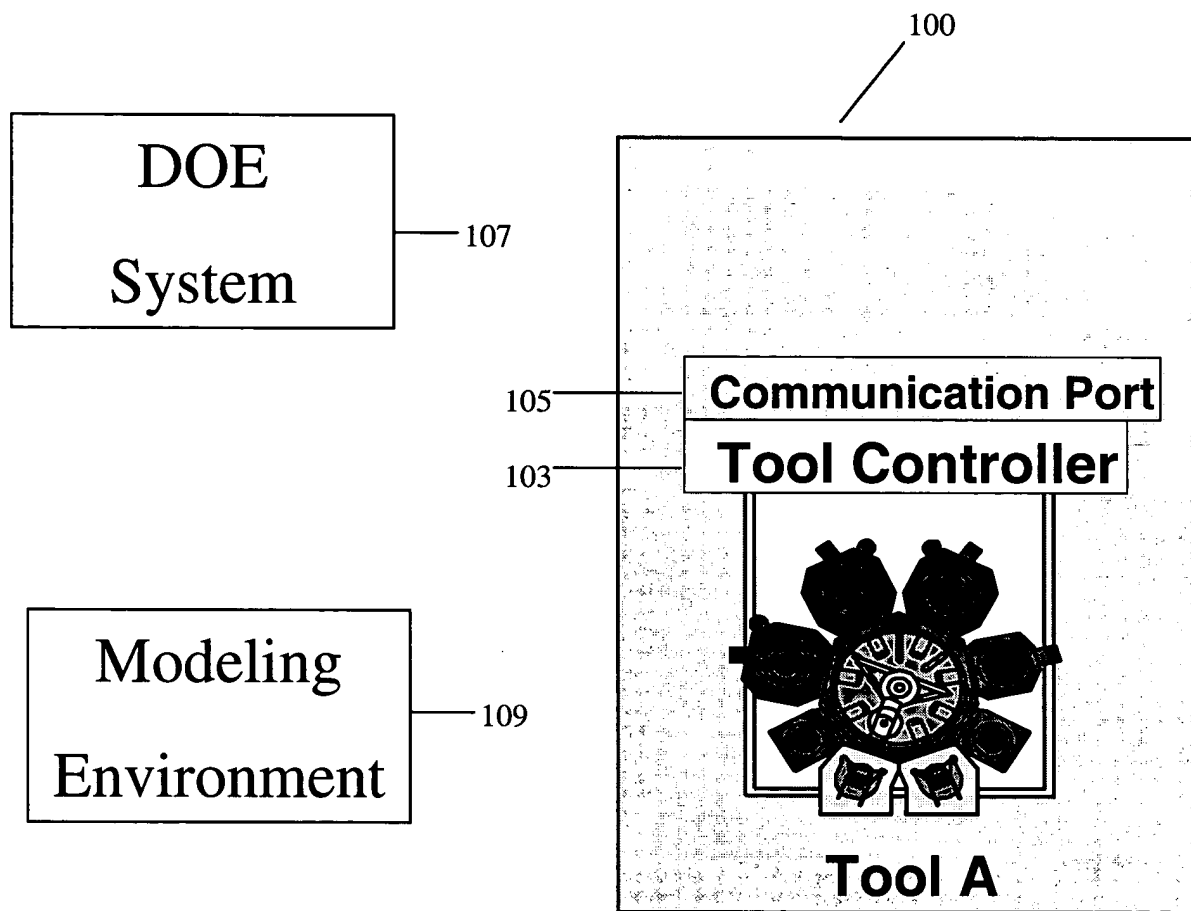 100
DOE
System
107
105
Communication Port
103
Tool Controller
Modeling
Environment
109
Tool A